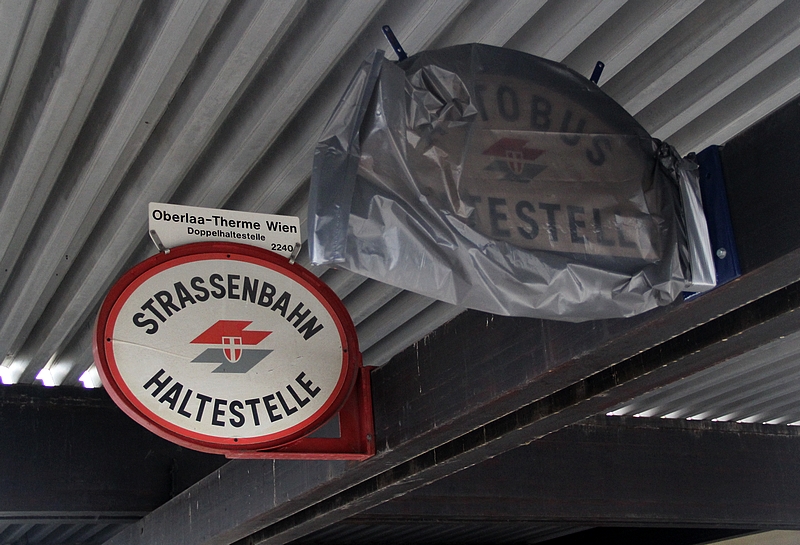 Oberlaa-Therme Wien
Doppelhaltestelle
2240
STRASSENBAHN
HALTESTELLE